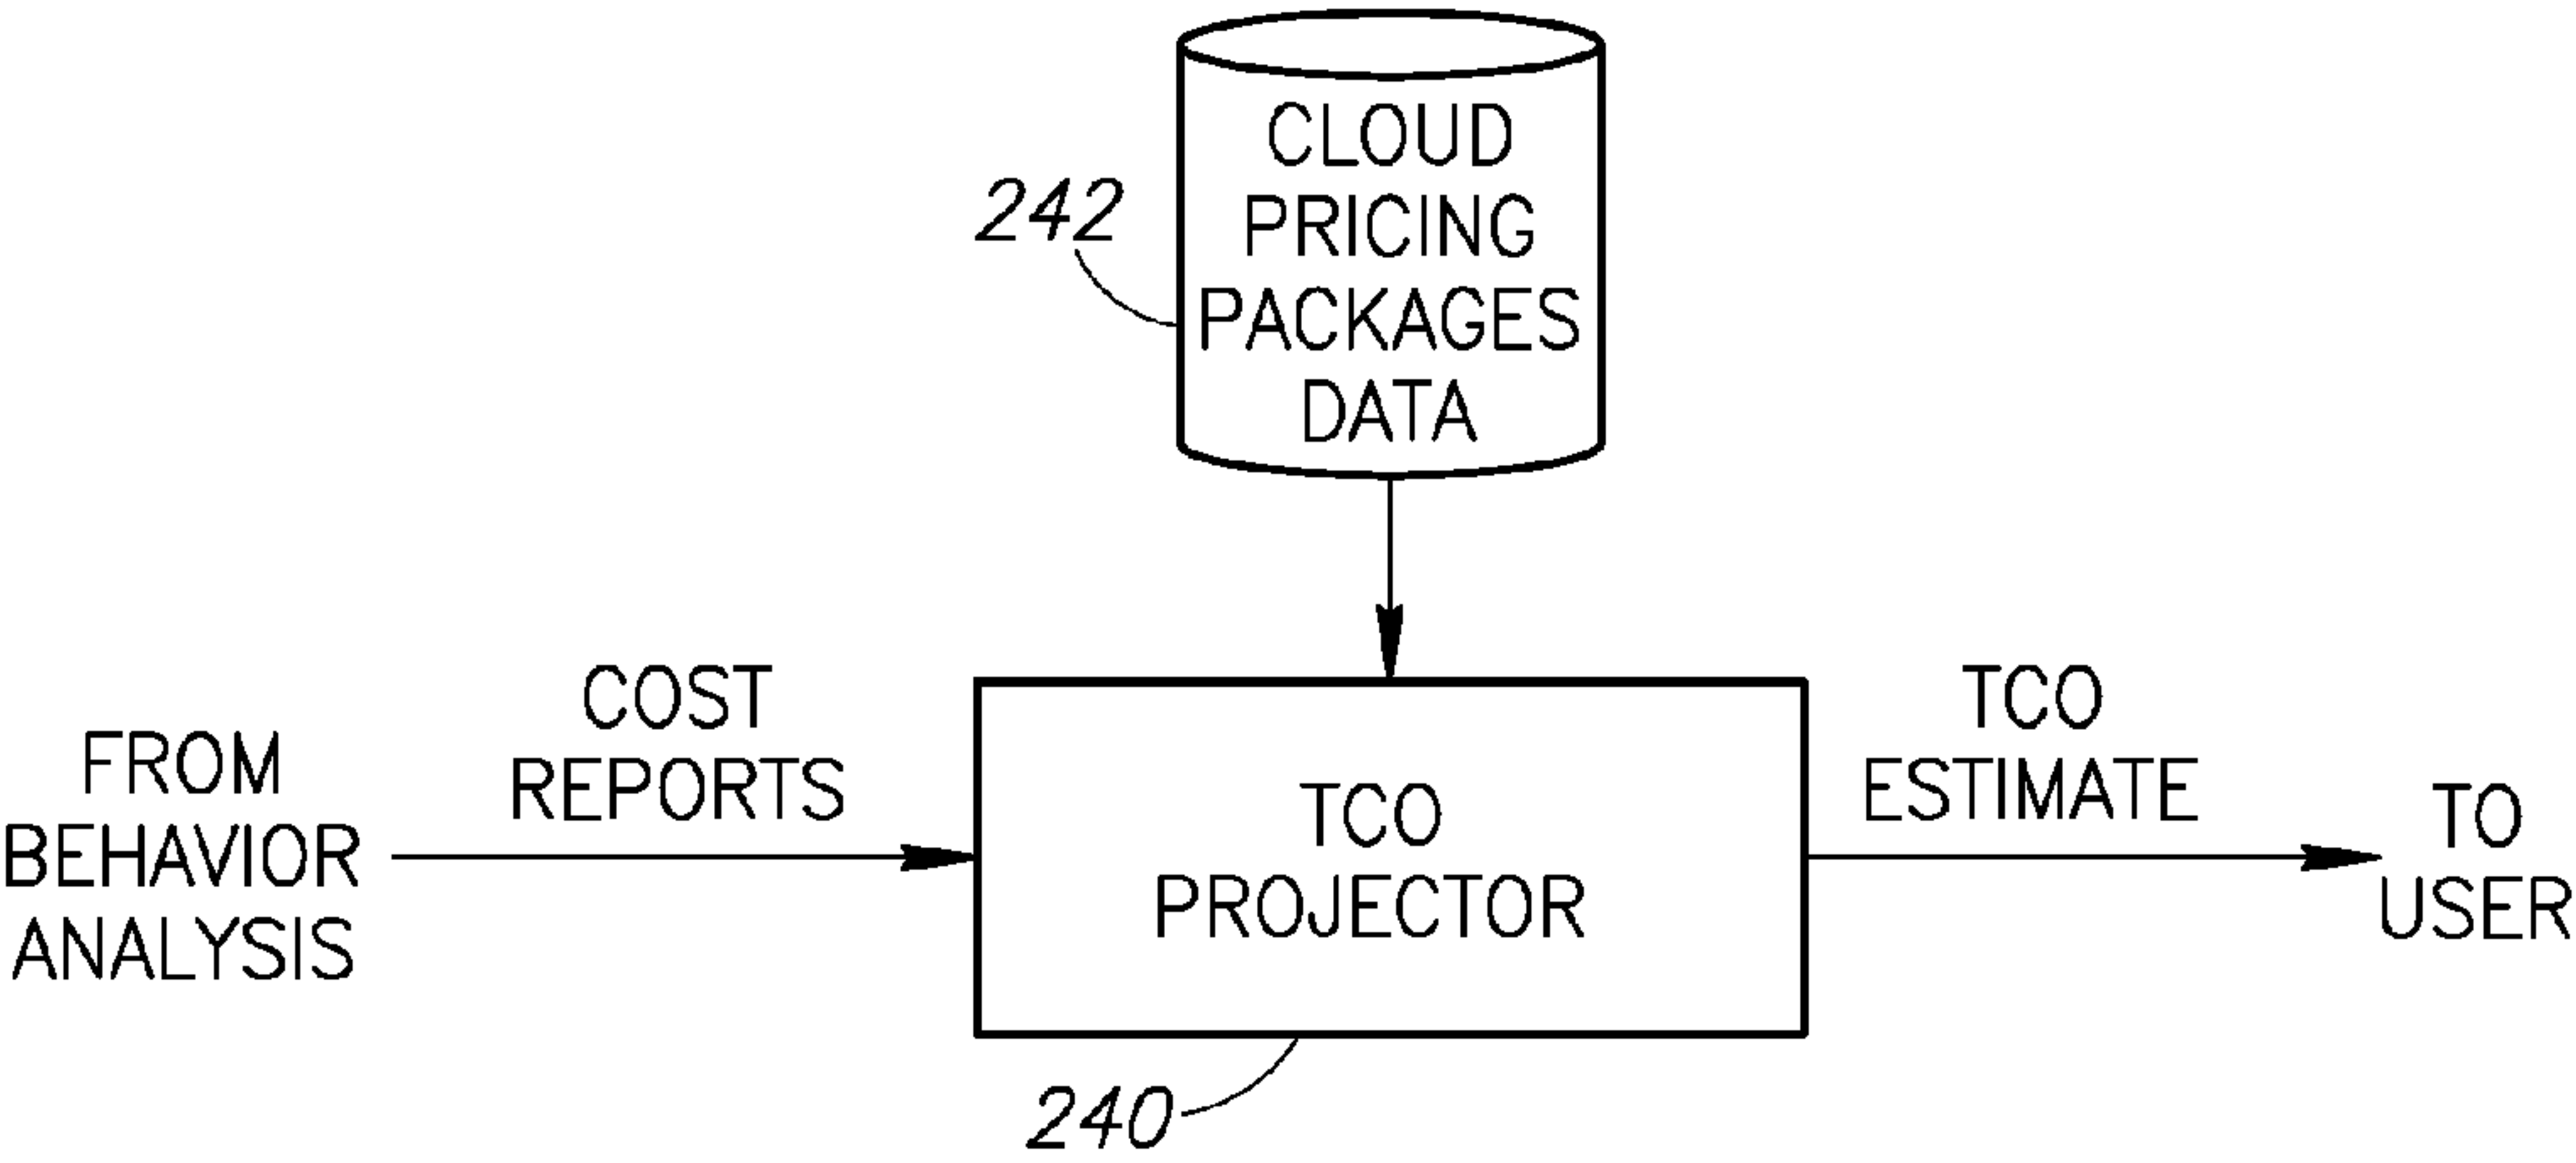 CLOUD
PRICING
PACKAGES
DATA
242
FROM
BEHAVIOR
ANALYSIS
COST
REPORTS
TCO
PROJECTOR
240
TCO
ESTIMATE
TO
USER